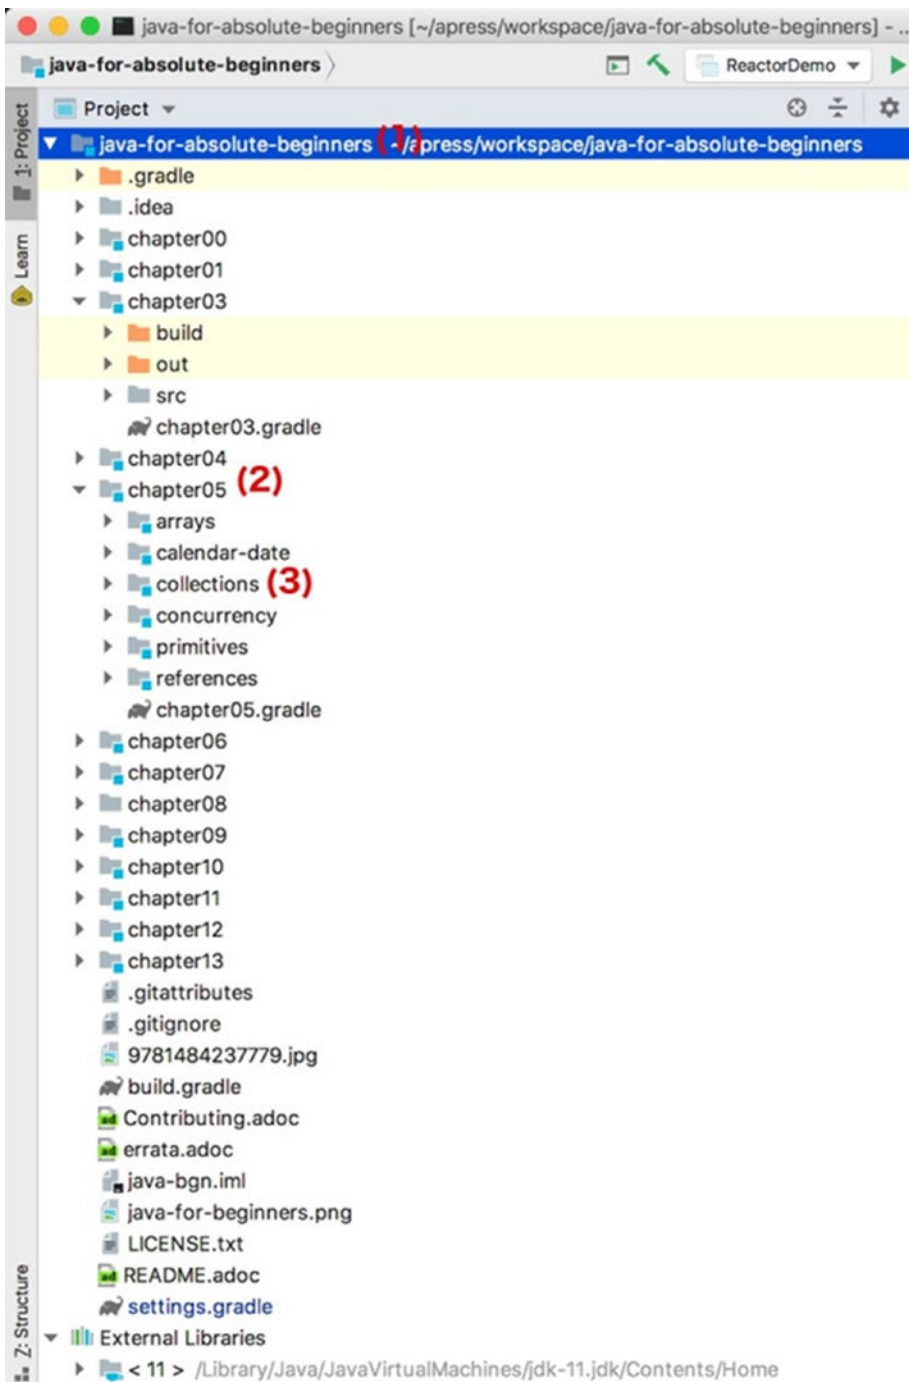 java-for-absolute-beginners [~/apress/workspace/java-for-absolute-beginners] - ..
java-for-absolute-beginners
ReactorDemo
1: Project
Learn
Project
java-for-absolute-beginners (1) ~/apress/workspace/java-for-absolute-beginners
.gradle
.idea
chapter00
chapter01
chapter03
build
out
src
chapter03.gradle
chapter04
chapter05 (2)
arrays
calendar-date
collections (3)
concurrency
primitives
references
chapter05.gradle
chapter06
chapter07
chapter08
chapter09
chapter10
chapter11
chapter12
chapter13
.gitattributes
.gitignore
9781484237779.jpg
build.gradle
Contributing.adoc
errata.adoc
java-bgn.iml
java-for-beginners.png
LICENSE.txt
README.adoc
settings.gradle
Z: Structure
External Libraries
< 11 > /Library/Java/JavaVirtualMachines/jdk-11.jdk/Contents/Home